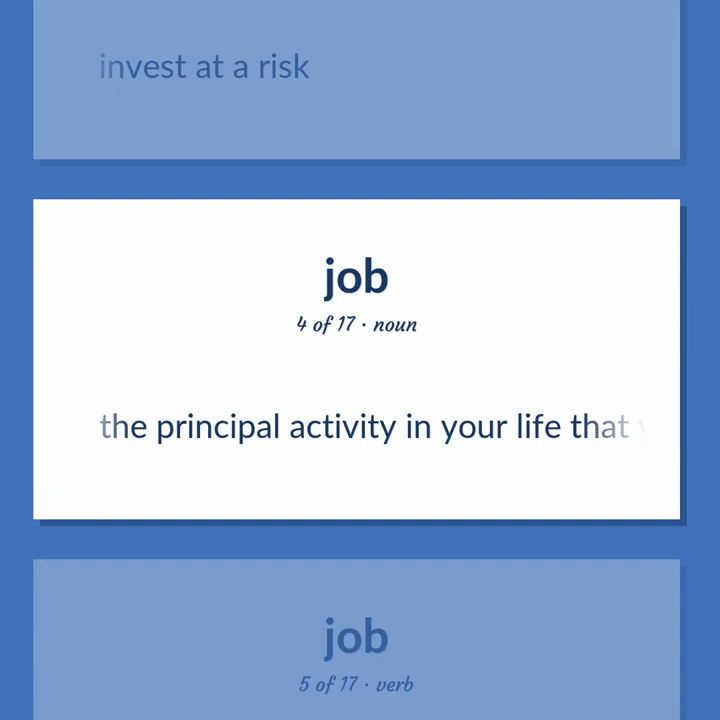 invest at a risk
job
4 of 17 · noun
the principal activity in your life that
job
5 of 17 · verb